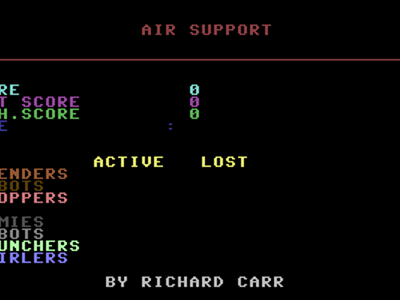 AIR SUPPORT
RE 0
T SCORE 0
H.SCORE 0
E :
ACTIVE LOST
ENDERS
BOTS
OPPERS
MIES
BOTS
UNCHERS
IRLERS
BY RICHARD CARR